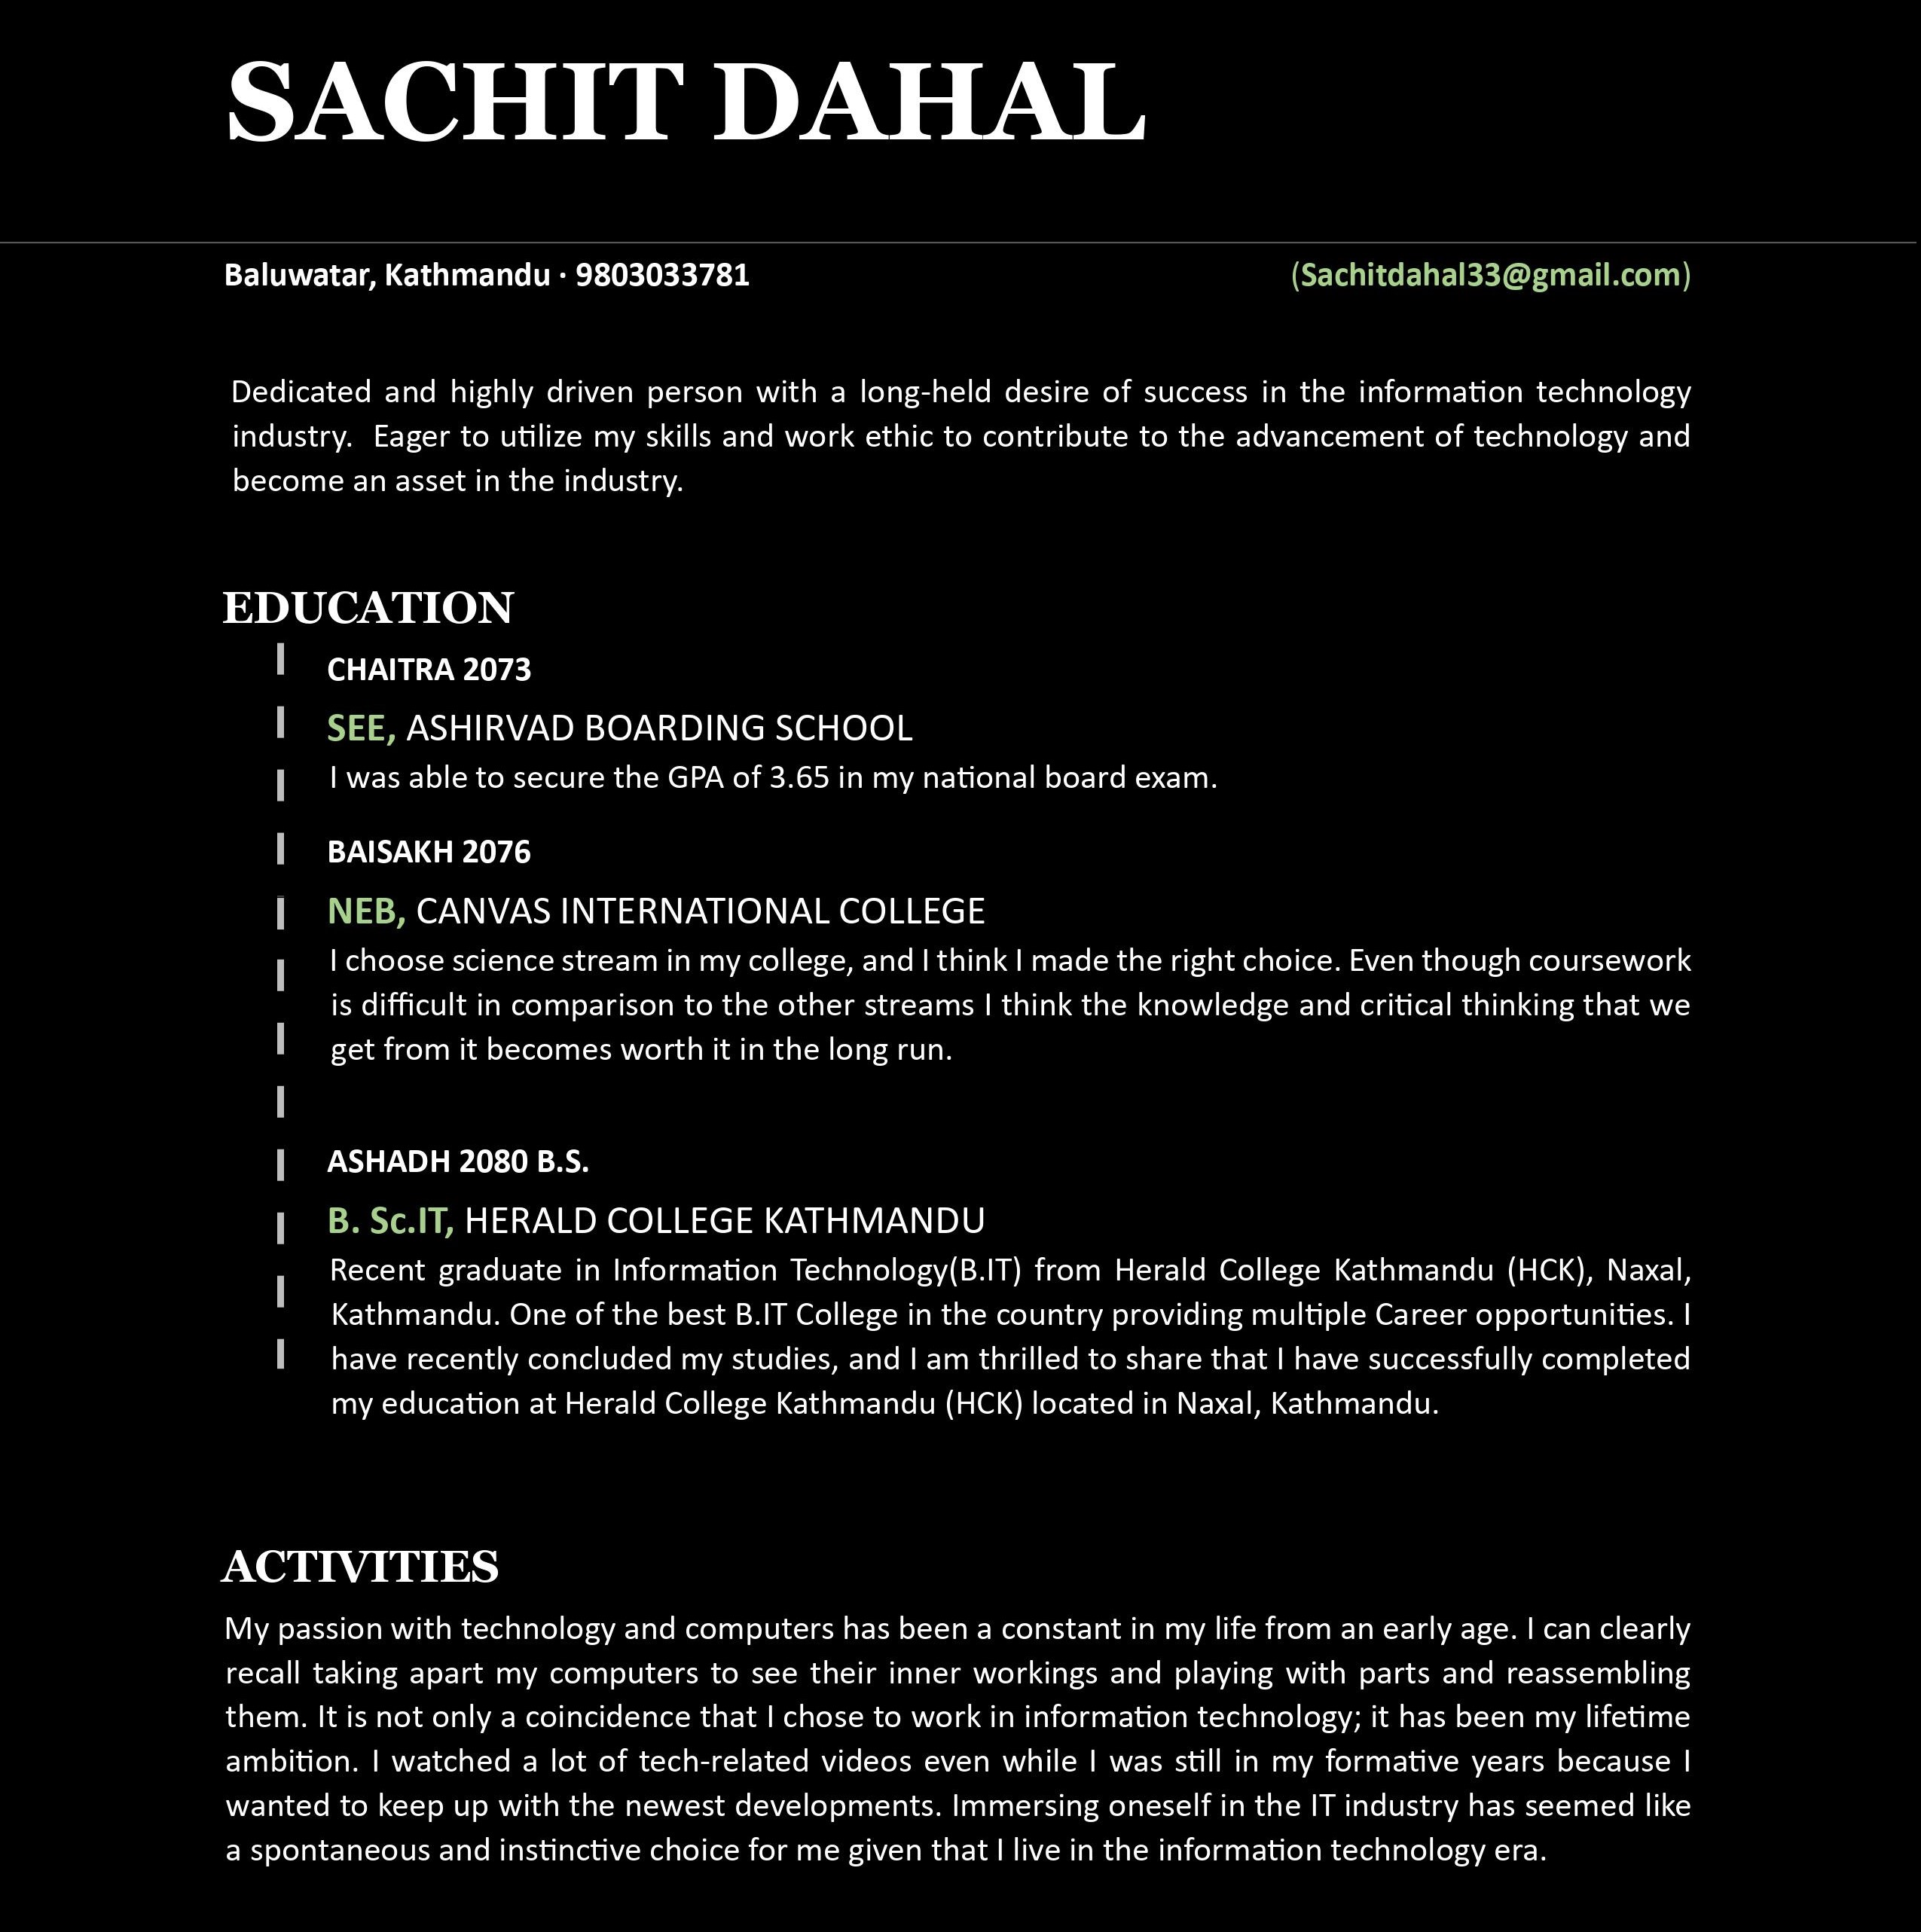 SACHIT DAHAL
Baluwatar, Kathmandu · 9803033781 (Sachitdahal33@gmail.com)
Dedicated and highly driven person with a long-held desire of success in the information technology
industry. Eager to utilize my skills and work ethic to contribute to the advancement of technology and
become an asset in the industry.
EDUCATION
CHAITRA 2073
SEE, ASHIRVAD BOARDING SCHOOL
I was able to secure the GPA of 3.65 in my national board exam.
BAISAKH 2076
NEB, CANVAS INTERNATIONAL COLLEGE
I choose science stream in my college, and I think I made the right choice. Even though coursework
is difficult in comparison to the other streams I think the knowledge and critical thinking that we
get from it becomes worth it in the long run.
ASHADH 2080 B.S.
B. Sc.IT, HERALD COLLEGE KATHMANDU
Recent graduate in Information Technology(B.IT) from Herald College Kathmandu (HCK), Naxal,
Kathmandu. One of the best B.IT College in the country providing multiple Career opportunities. I
have recently concluded my studies, and I am thrilled to share that I have successfully completed
my education at Herald College Kathmandu (HCK) located in Naxal, Kathmandu.
ACTIVITIES
My passion with technology and computers has been a constant in my life from an early age. I can clearly
recall taking apart my computers to see their inner workings and playing with parts and reassembling
them. It is not only a coincidence that I chose to work in information technology; it has been my lifetime
ambition. I watched a lot of tech-related videos even while I was still in my formative years because I
wanted to keep up with the newest developments. Immersing oneself in the IT industry has seemed like
a spontaneous and instinctive choice for me given that I live in the information technology era.